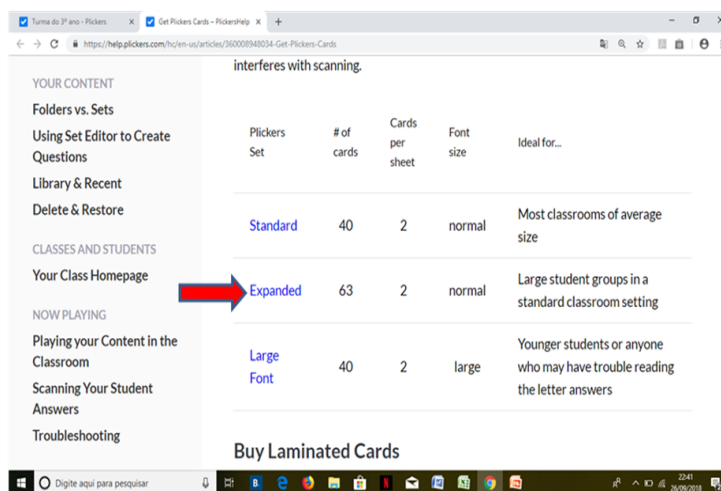 Turma do 3º ano - Plickers
Get Plickers Cards – PlickersHelp
https://help.plickers.com/hc/en-us/articles/360008948034-Get-Plickers-Cards
YOUR CONTENT
Folders vs. Sets
Using Set Editor to Create
Questions
Library & Recent
Delete & Restore
CLASSES AND STUDENTS
Your Class Homepage
NOW PLAYING
Playing your Content in the
Classroom
Scanning Your Student
Answers
Troubleshooting
interferes with scanning.
Plickers
Set
# of
cards
Cards
per
sheet
Font
size
Ideal for...
Standard
40
2
normal
Most classrooms of average
size
Expanded
63
2
normal
Large student groups in a
standard classroom setting
Large
Font
40
2
large
Younger students or anyone
who may have trouble reading
the letter answers
Buy Laminated Cards
Digite aqui para pesquisar
B.
N
22:41
26/09/2018